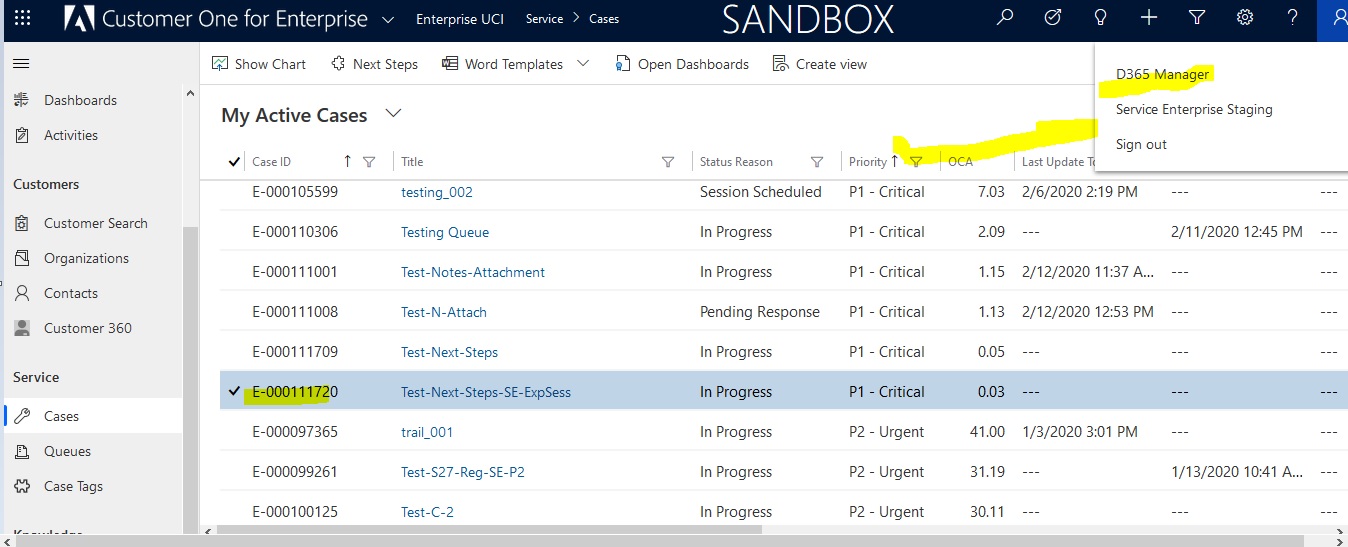 Customer One for Enterprise Enterprise UCI Service > Cases SANDBOX
Show Chart Next Steps Word Templates Open Dashboards Create view
D365 Manager
Service Enterprise Staging
Sign out
Dashboards
Activities
Customers
Customer Search
Organizations
Contacts
Customer 360
Service
Cases
Queues
Case Tags
My Active Cases
Case ID Title Status Reason Priority OCA Last Update To
E-000105599 testing_002 Session Scheduled P1 - Critical 7.03 2/6/2020 2:19 PM --- ---
E-000110306 Testing Queue In Progress P1 - Critical 2.09 --- 2/11/2020 12:45 PM ---
E-000111001 Test-Notes-Attachment In Progress P1 - Critical 1.15 2/12/2020 11:37 A... --- ---
E-000111008 Test-N-Attach Pending Response P1 - Critical 1.13 2/12/2020 12:53 PM --- ---
E-000111709 Test-Next-Steps In Progress P1 - Critical 0.05 --- --- ---
E-000111720 Test-Next-Steps-SE-ExpSess In Progress P1 - Critical 0.03 --- --- ---
E-000097365 trail_001 In Progress P2 - Urgent 41.00 1/3/2020 3:01 PM --- ---
E-000099261 Test-S27-Reg-SE-P2 In Progress P2 - Urgent 31.19 --- 1/13/2020 10:41 A... ---
E-000100125 Test-C-2 In Progress P2 - Urgent 30.11 --- --- ---